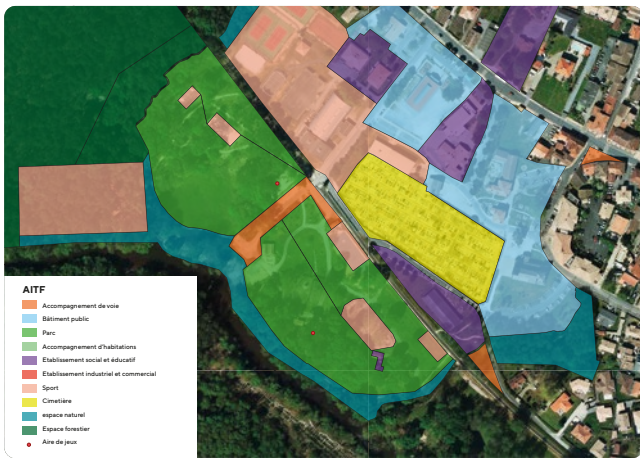 AITF
Accompagnement de voie
Bâtiment public
Parc
Accompagnement d'habitations
Etablissement social et éducatif
Etablissement industriel et commercial
Sport
Cimetière
espace naturel
Espace forestier
Aire de jeux